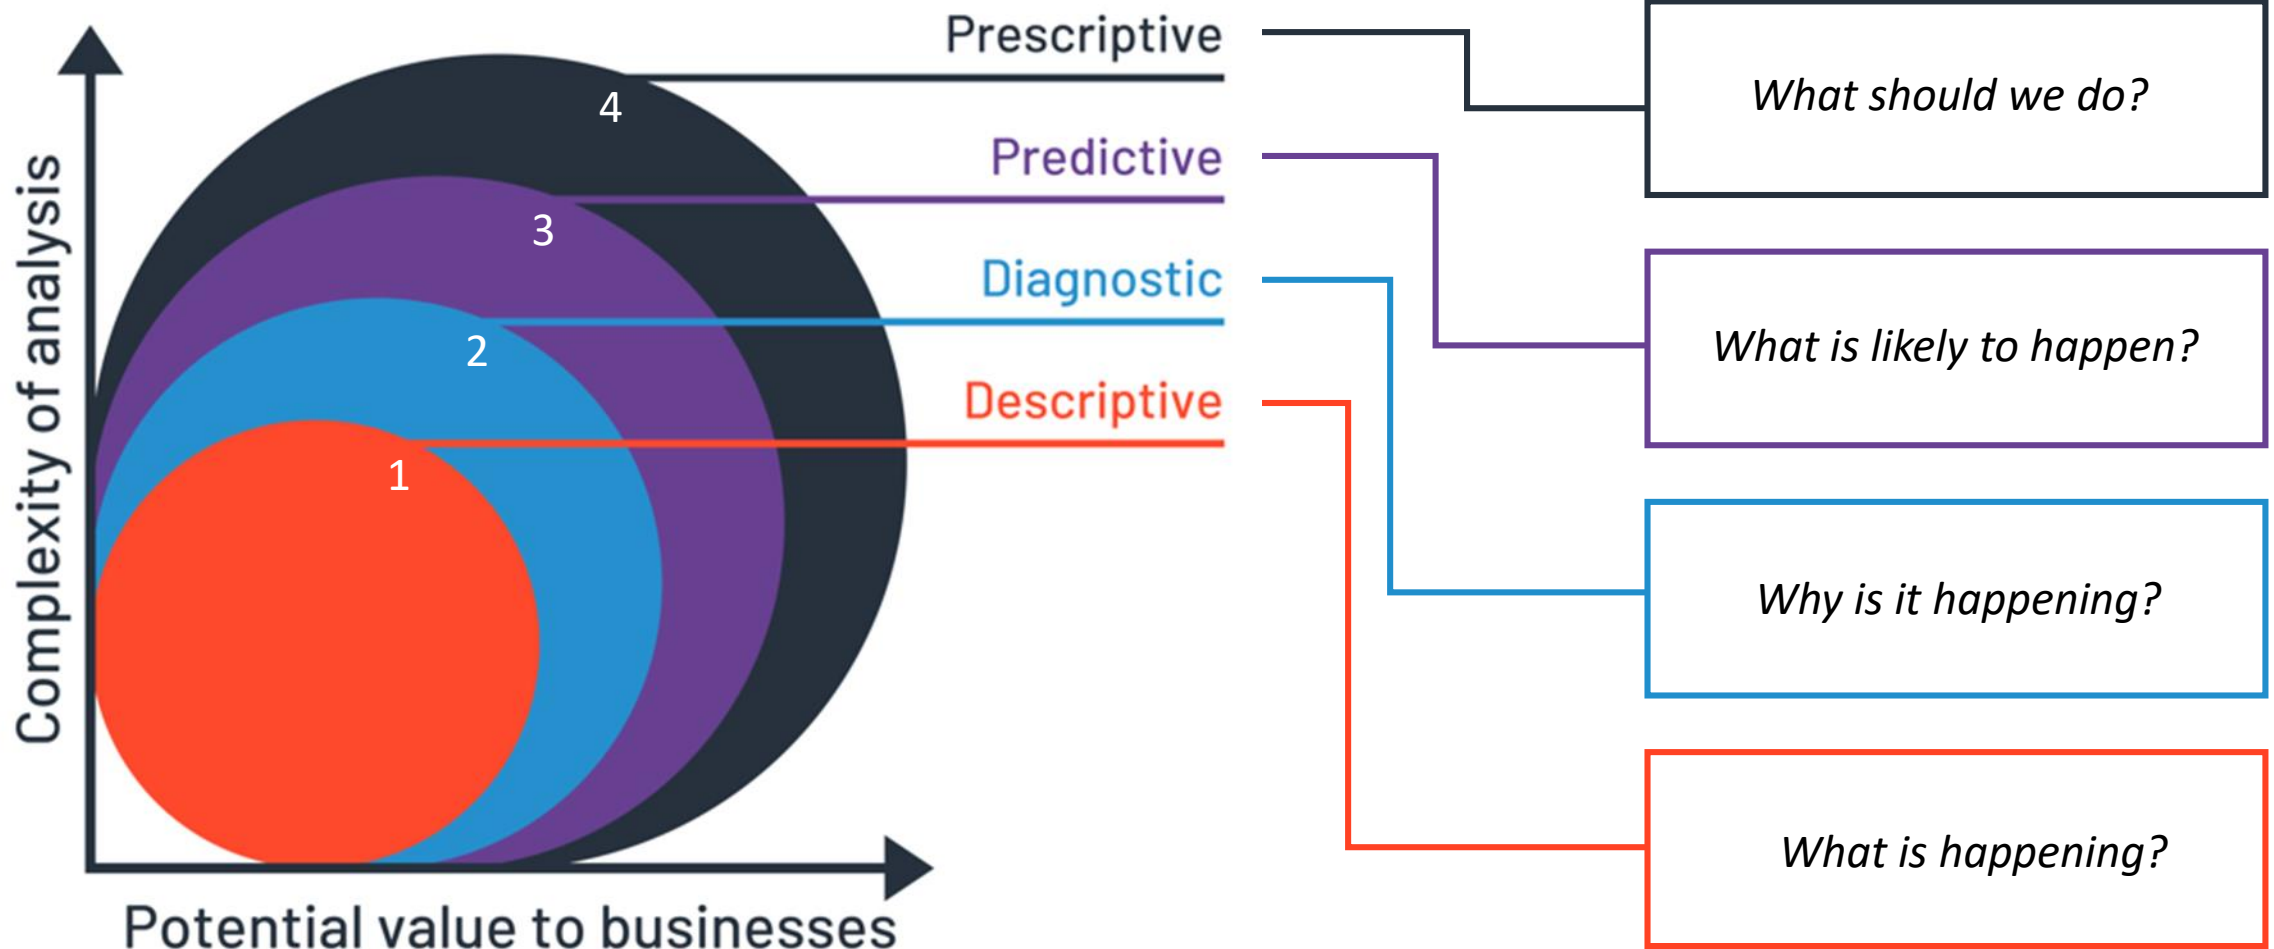 Complexity of analysis
Potential value to businesses
4
3
2
1
Prescriptive
Predictive
Diagnostic
Descriptive
What should we do?
What is likely to happen?
Why is it happening?
What is happening?